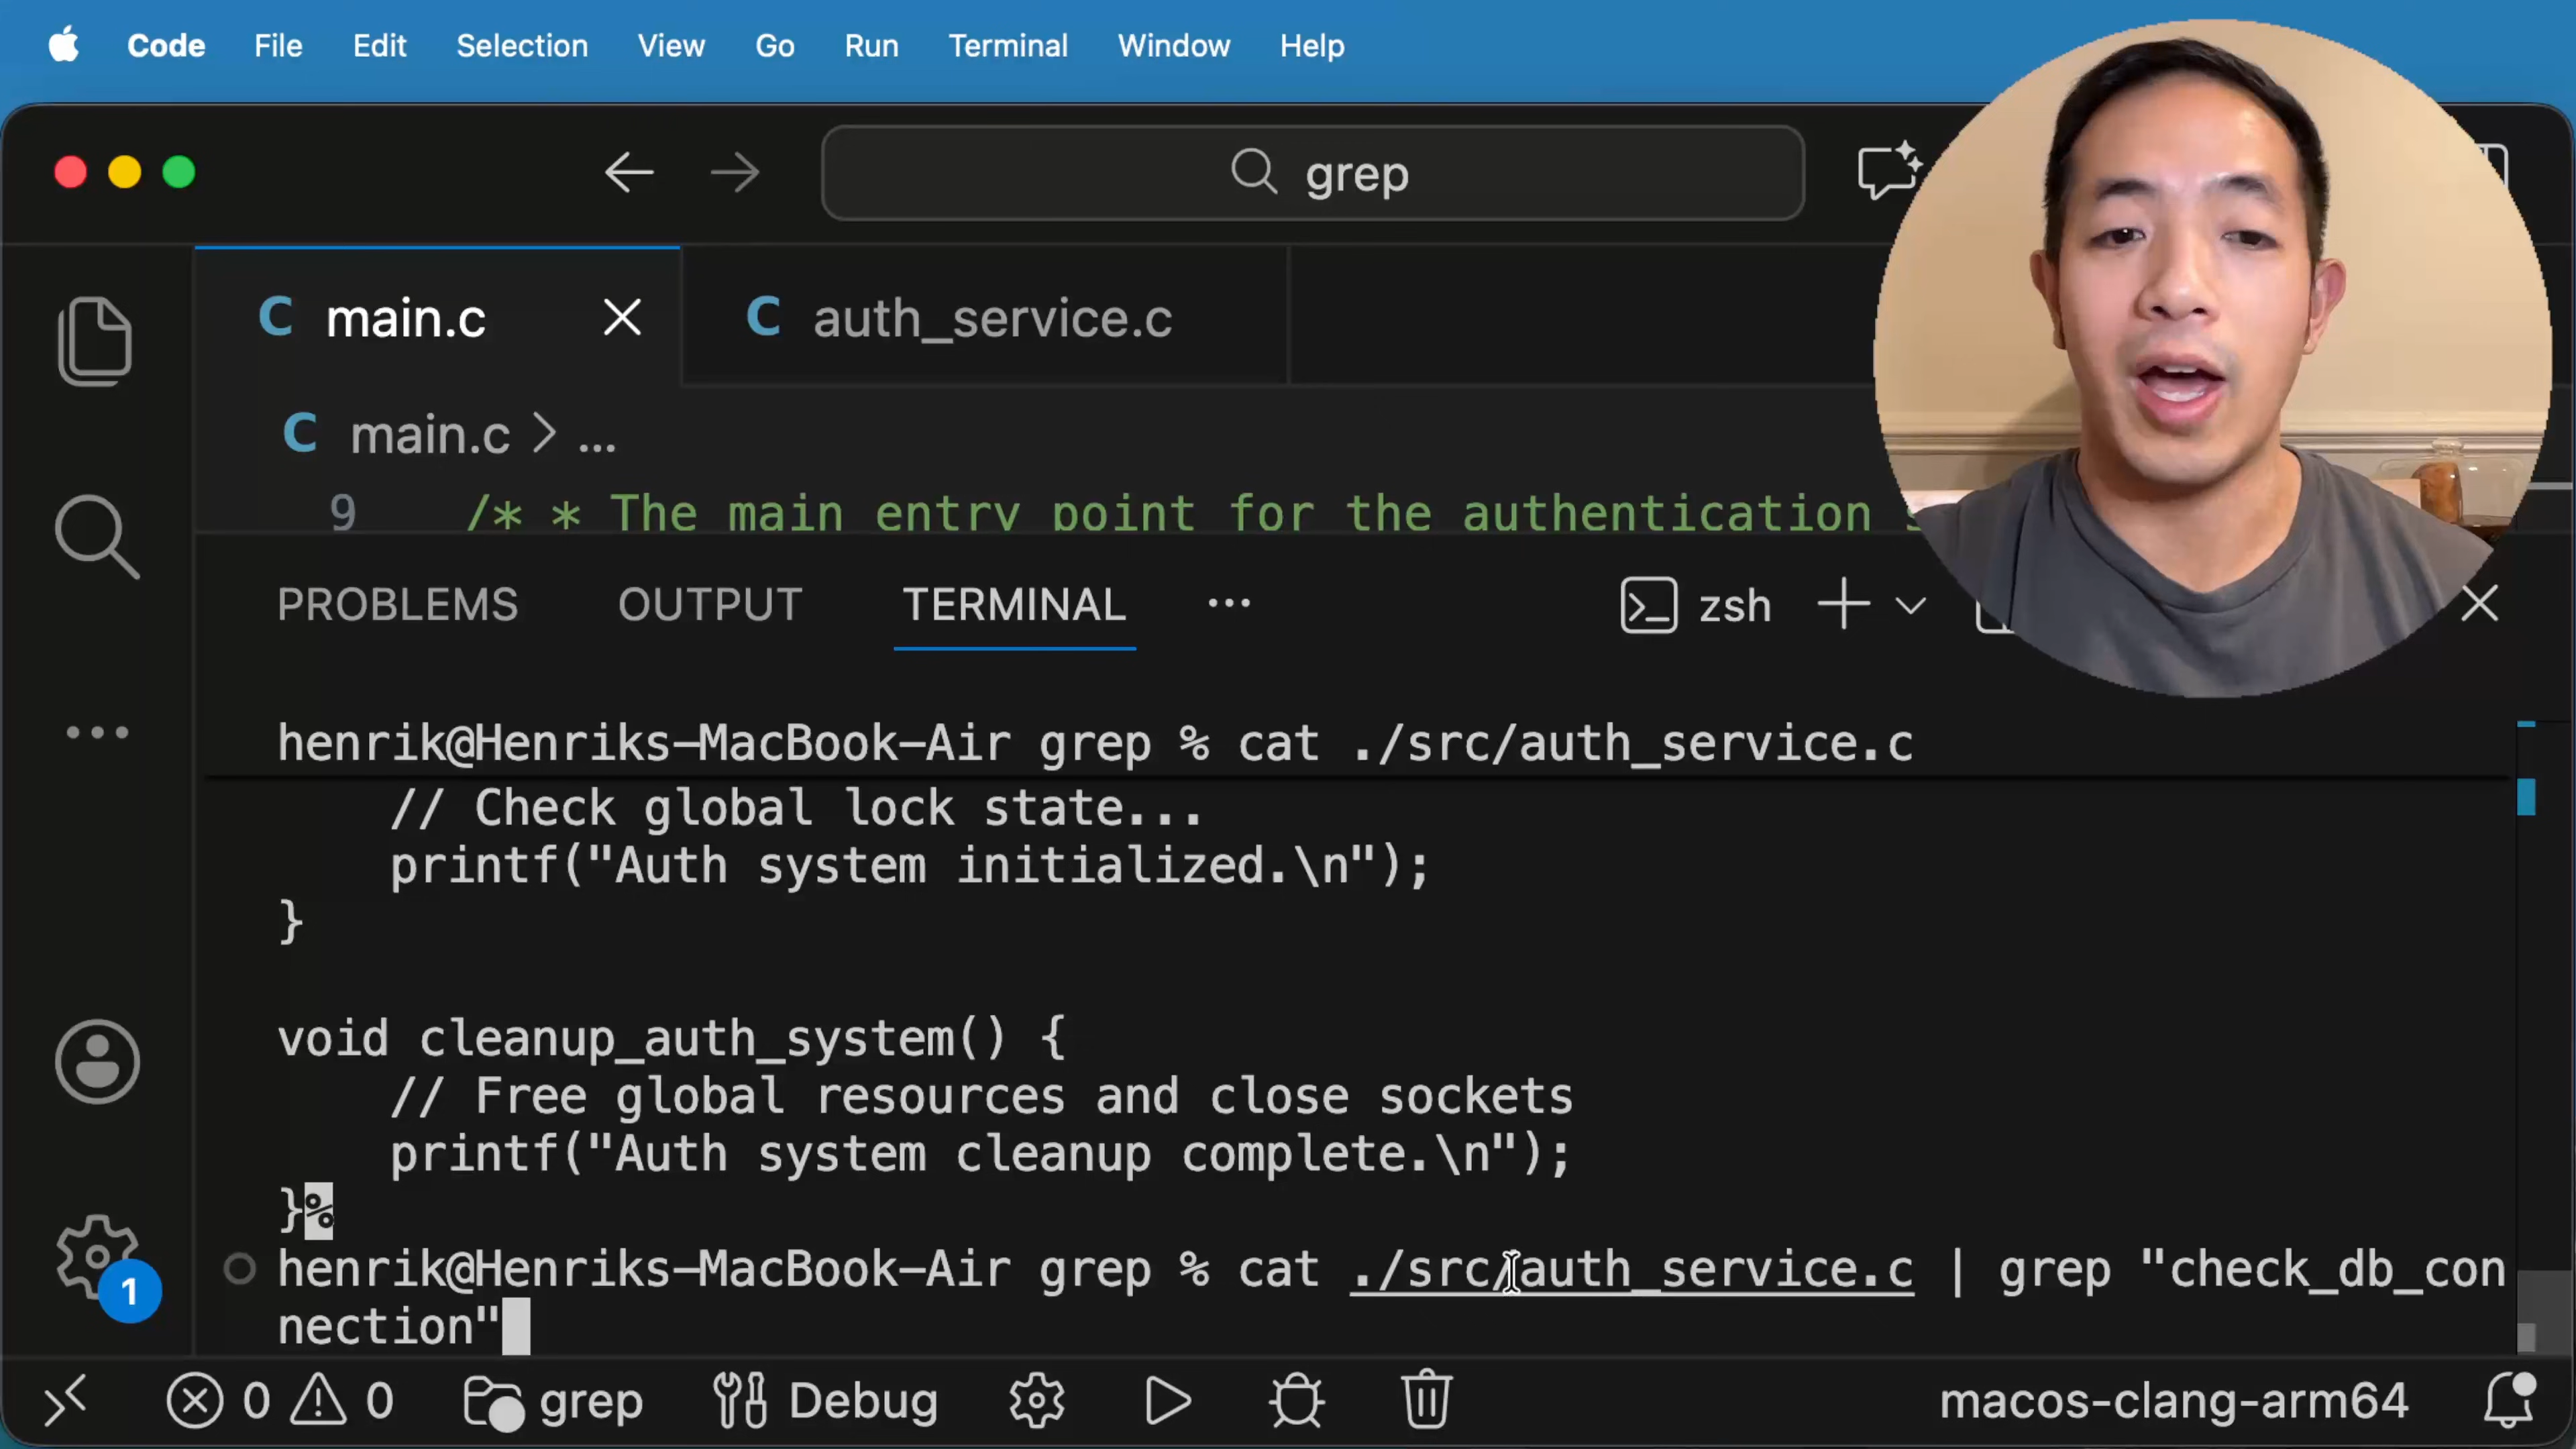 Code File Edit Selection View Go Run Terminal Window Help
grep
C main.c
C auth_service.c
C main.c > ...
9 /* * The main entry point for the authentication
PROBLEMS OUTPUT TERMINAL ... zsh
henrik@Henriks-MacBook-Air grep % cat ./src/auth_service.c
// Check global lock state...
printf("Auth system initialized.\n");
}
void cleanup_auth_system() {
// Free global resources and close sockets
printf("Auth system cleanup complete.\n");
}%
henrik@Henriks-MacBook-Air grep % cat ./src/auth_service.c | grep "check_db_con
nection"
1
0 0 grep Debug macos-clang-arm64